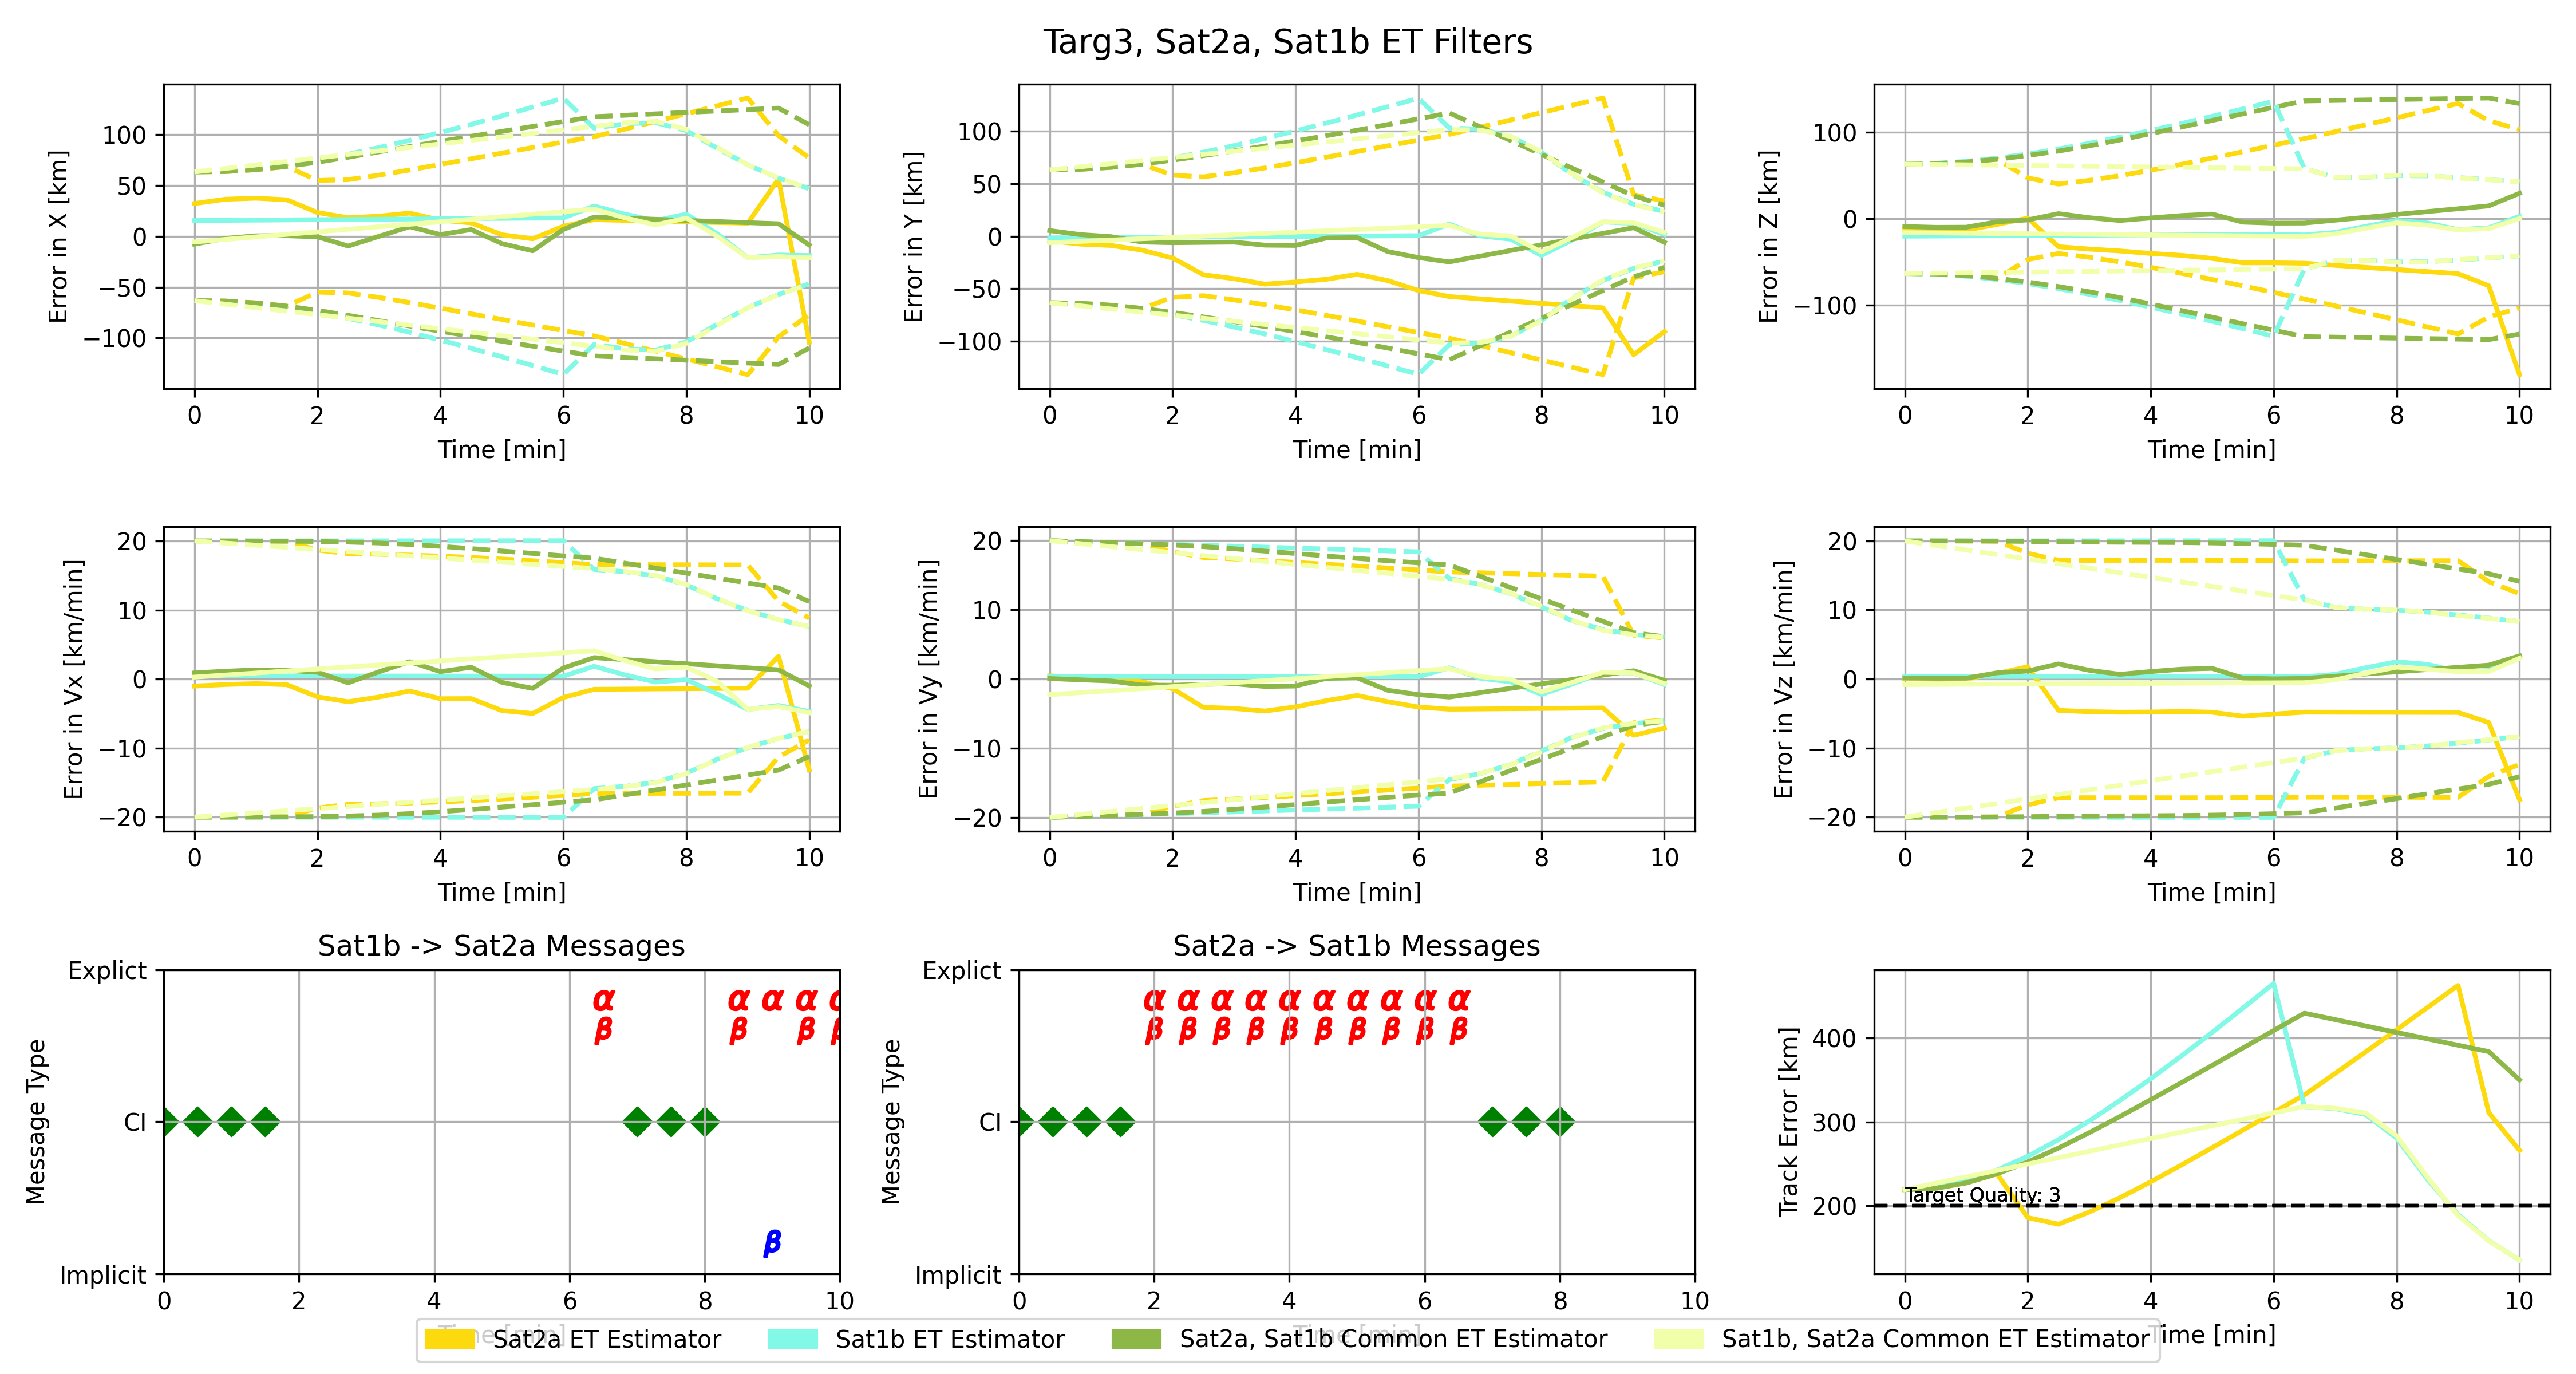 Targ3, Sat2a, Sat1b ET Filters
Error in X [km]
100
50
0
−50
−100
0 2 4 6 8 10
Time [min]
Error in Y [km]
100
50
0
−50
−100
0 2 4 6 8 10
Time [min]
Error in Z [km]
100
0
−100
0 2 4 6 8 10
Time [min]
Error in Vx [km/min]
20
10
0
−10
−20
0 2 4 6 8 10
Time [min]
Error in Vy [km/min]
20
10
0
−10
−20
0 2 4 6 8 10
Time [min]
Error in Vz [km/min]
20
10
0
−10
−20
0 2 4 6 8 10
Time [min]
Sat1b -> Sat2a Messages
Message Type
Explict
α α α α α
β β β β
CI
β
Implicit
0 2 4 6 8 10
Time [min]
Sat2a -> Sat1b Messages
Message Type
Explict
α α α α α α α α α α
β β β β β β β β β β
CI
Implicit
0 2 4 6 8 10
Time [min]
Track Error [km]
400
300
200
Target Quality: 3
0 2 4 6 8 10
Time [min]
Sat2a ET Estimator
Sat1b ET Estimator
Sat2a, Sat1b Common ET Estimator
Sat1b, Sat2a Common ET Estimator